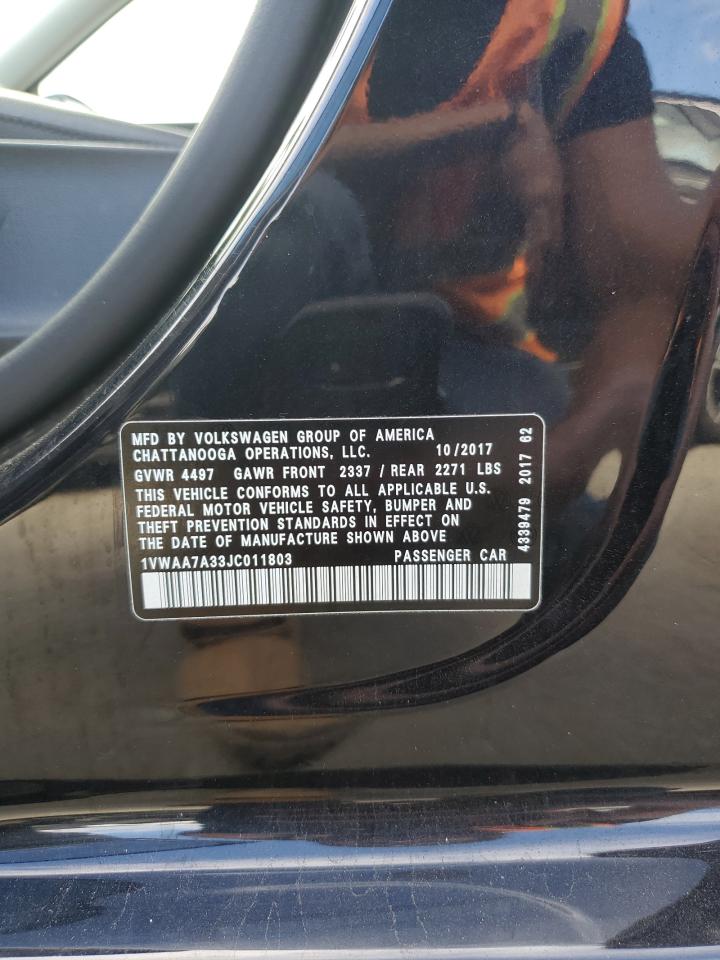 MFD BY VOLKSWAGEN GROUP OF AMERICA
CHATTANOOGA OPERATIONS, LLC. 10/2017
GVWR 4497 GAWR FRONT 2337 / REAR 2271 LBS
THIS VEHICLE CONFORMS TO ALL APPLICABLE U.S.
FEDERAL MOTOR VEHICLE SAFETY, BUMPER AND
THEFT PREVENTION STANDARDS IN EFFECT ON
THE DATE OF MANUFACTURE SHOWN ABOVE
1VWAA7A33JC011803 PASSENGER CAR
4339479 2017 62